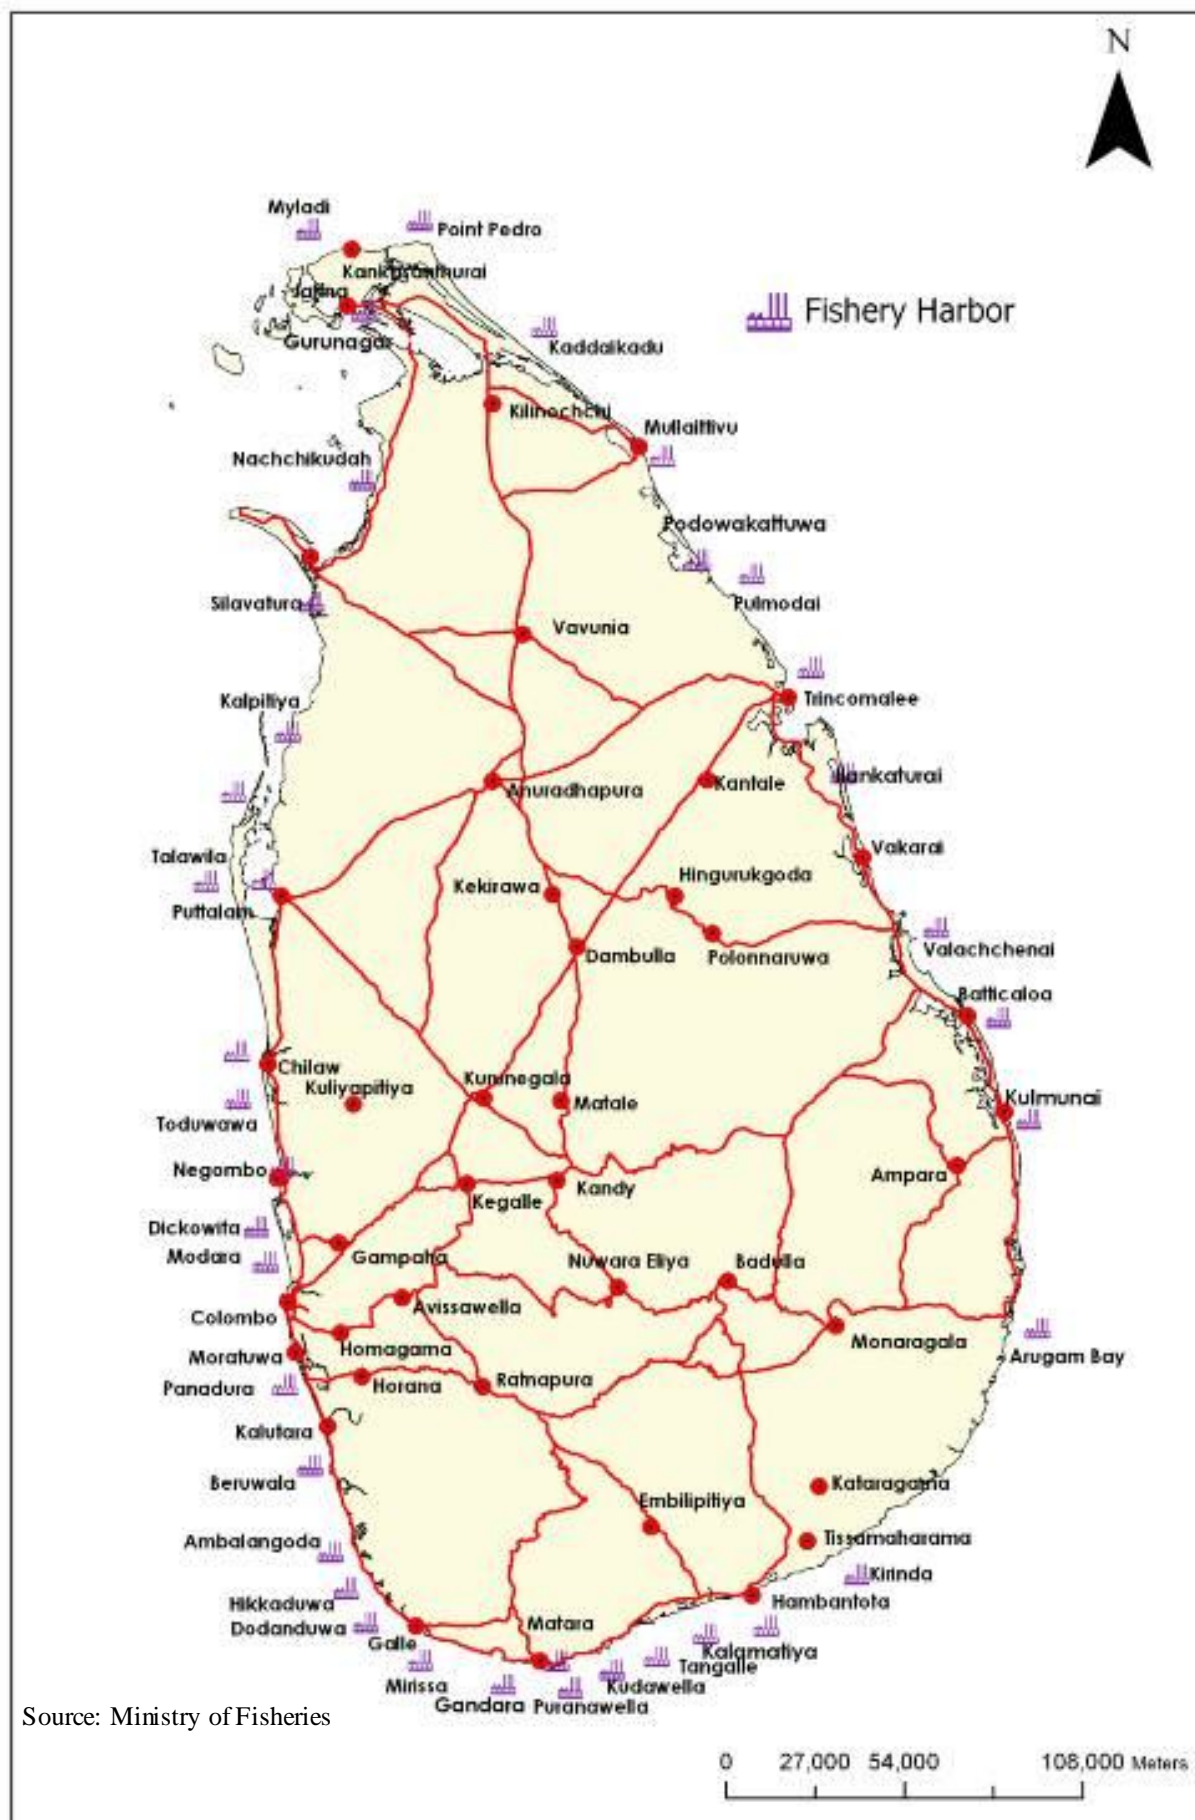 N
Myladi
Point Pedro
Kankasanthurai
Jaffna
Fishery Harbor
Gurunagar
Kaddaikadu
Kilinochchi
Mullaittivu
Nachchikudah
Podowakattuwa
Pulmodai
Silavatura
Vavunia
Kalpitiya
Trincomalee
Anuradhapura
Kantale
Ilankaturai
Talawila
Vakarai
Kekirawa
Hingurukgoda
Puttalam
Dambulla
Polonnaruwa
Valachchenai
Batticaloa
Chilaw
Kuliyapitiya
Kurunegala
Matale
Kulmunai
Toduwawa
Negombo
Kegalle
Kandy
Ampara
Dickowita
Modara
Gampaha
Nuwara Eliya
Badulla
Colombo
Avissawella
Moratuwa
Homagama
Monaragala
Arugam Bay
Panadura
Horana
Ratnapura
Kalutara
Beruwala
Kataragama
Embilipitiya
Ambalangoda
Tissamaharama
Kirinda
Hikkaduwa
Hambantota
Dodanduwa
Galle
Matara
Kalamatiya
Tangalle
Mirissa
Kudawella
Gandara
Puranawella
Source: Ministry of Fisheries
0 27,000 54,000 108,000 Meters